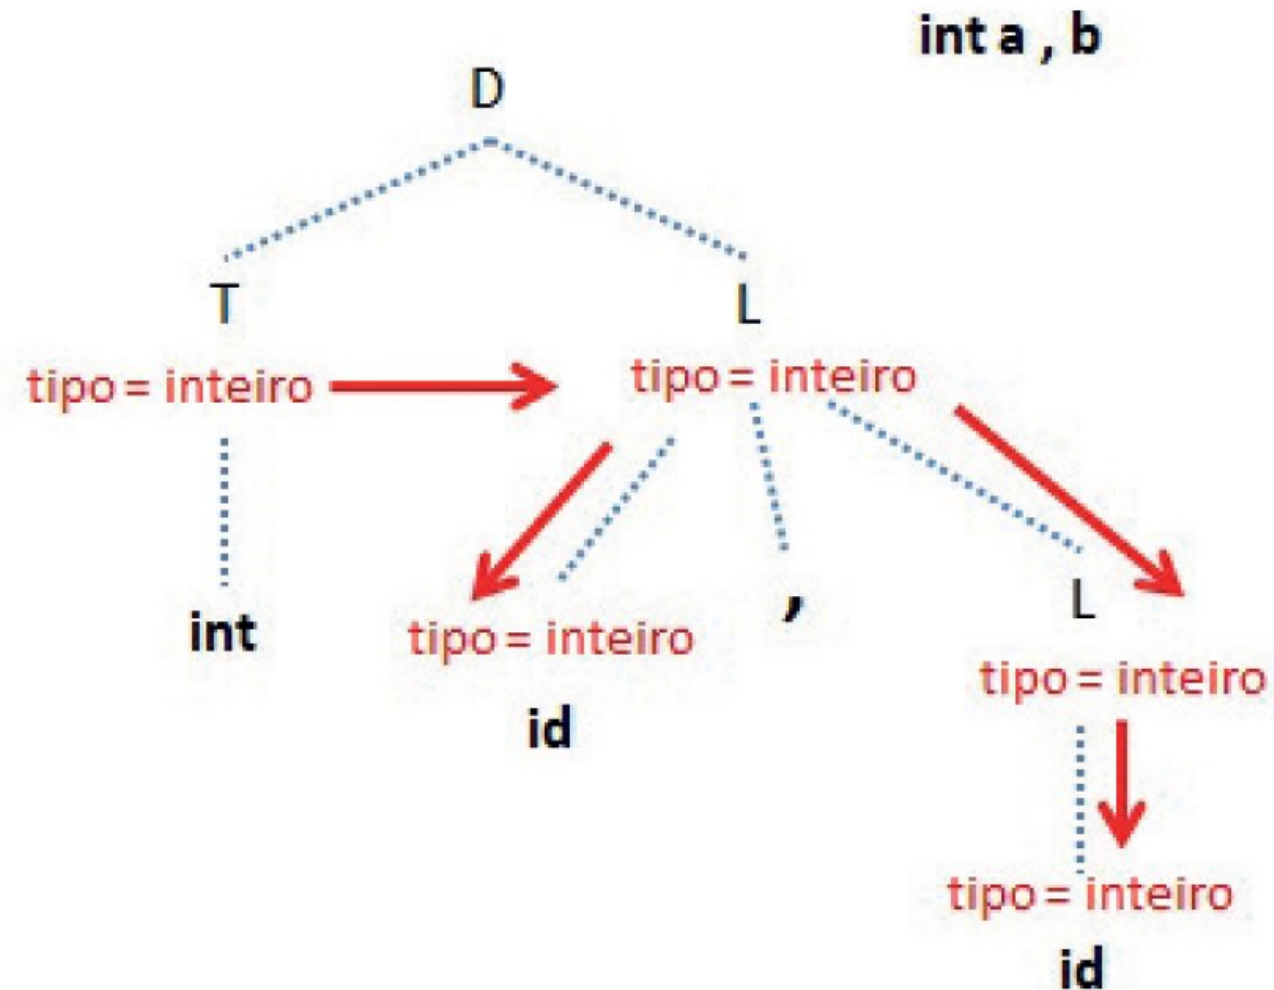 int a , b
D
T
L
tipo = inteiro
tipo = inteiro
int
tipo = inteiro
,
L
id
tipo = inteiro
tipo = inteiro
id